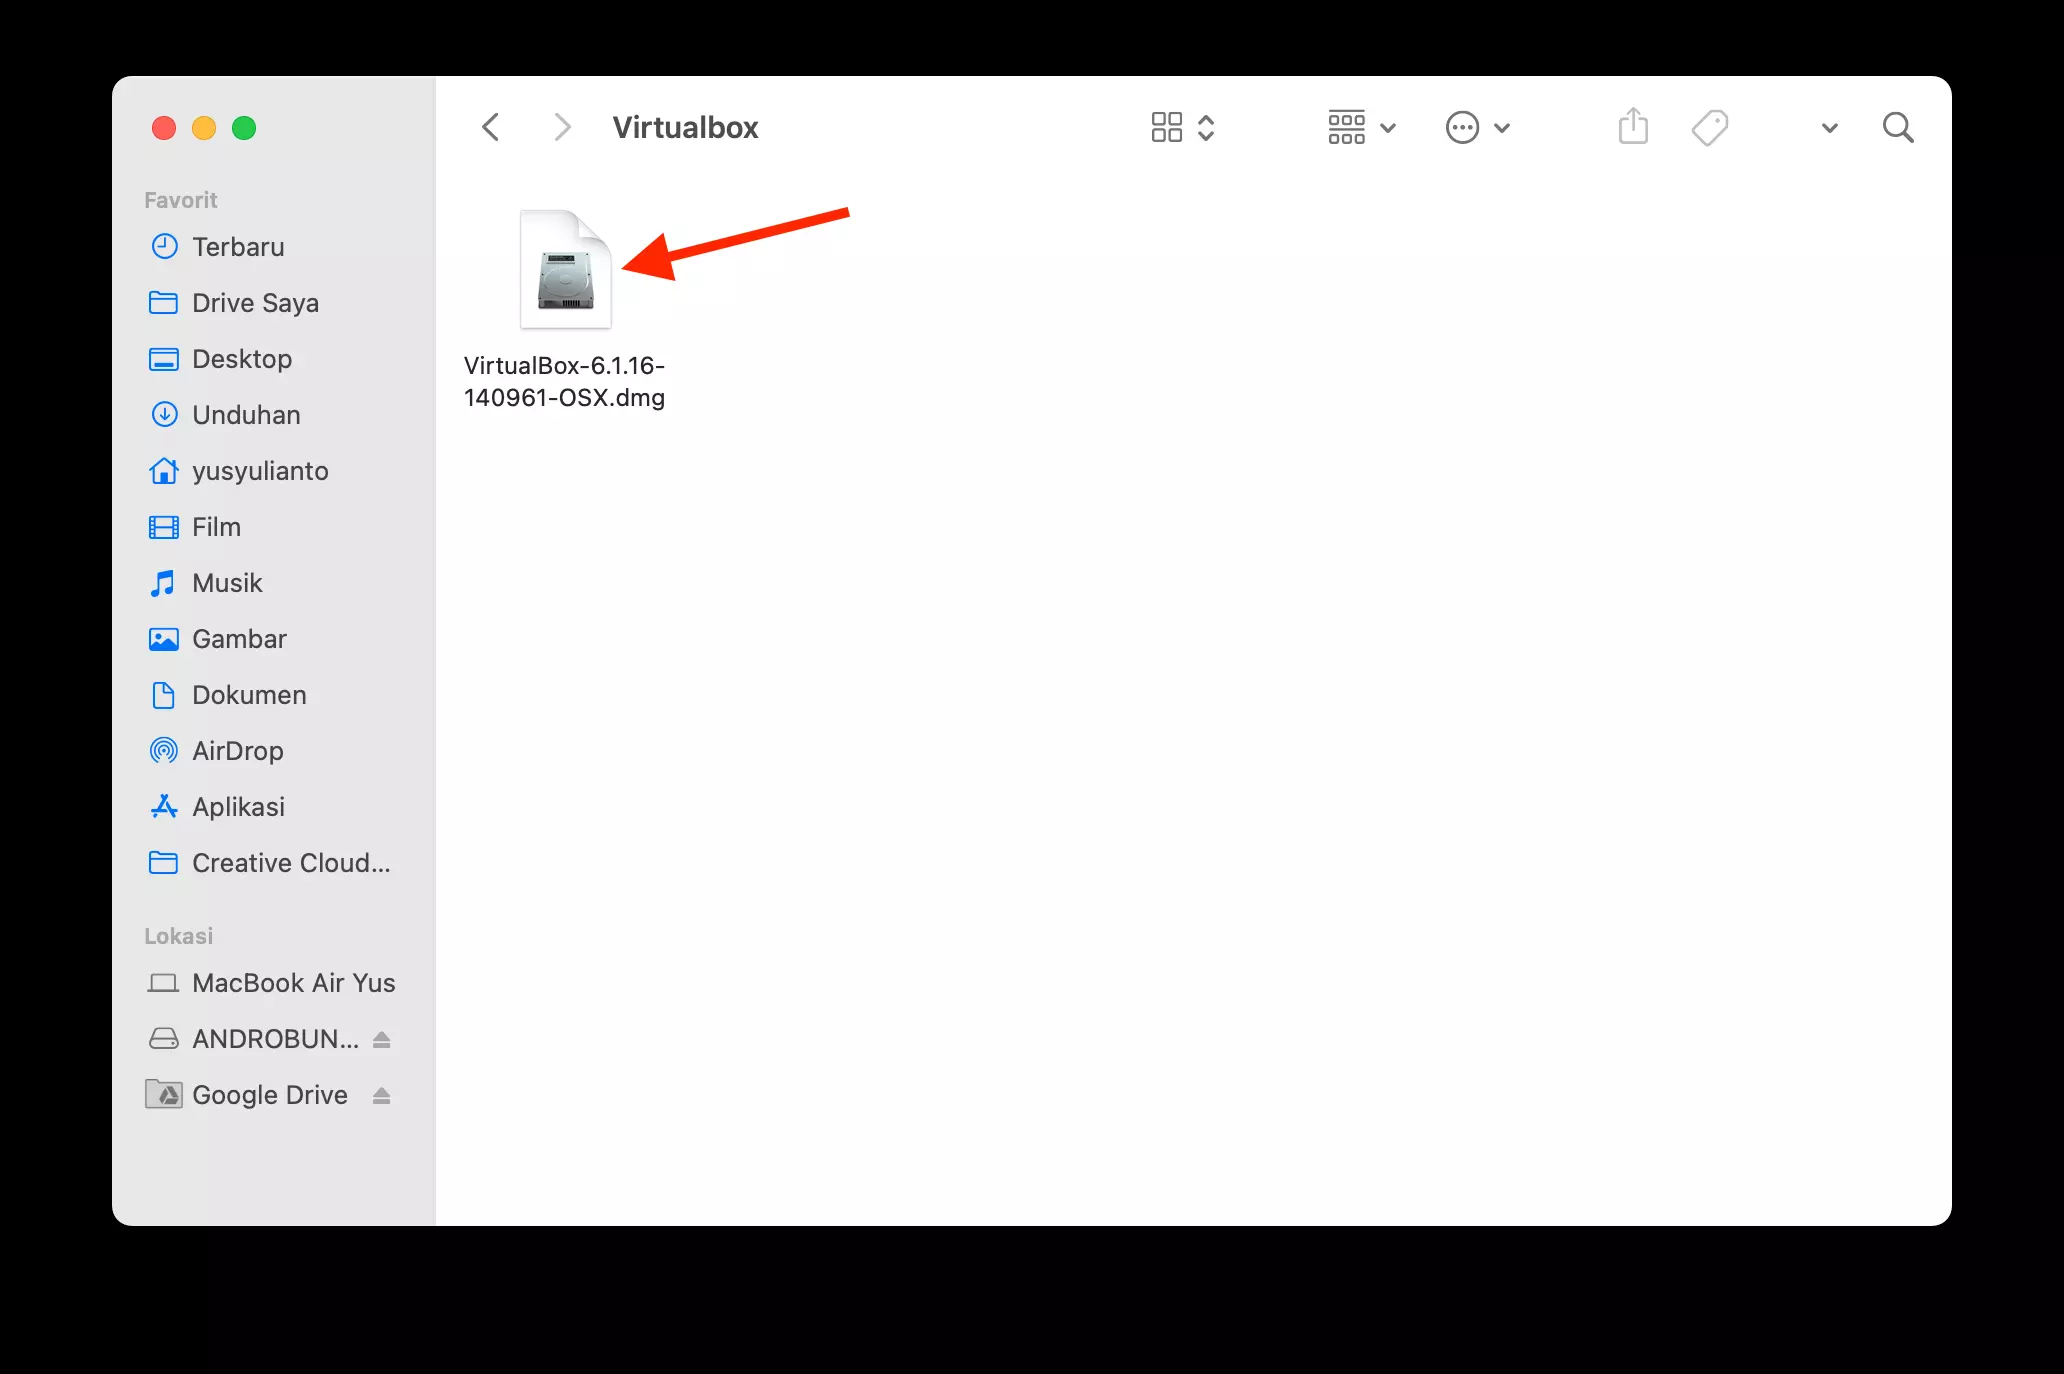 Virtualbox
Favorit
Terbaru
Drive Saya
Desktop
Unduhan
yusyulianto
Film
Musik
Gambar
Dokumen
AirDrop
Aplikasi
Creative Cloud...
Lokasi
MacBook Air Yus
ANDROBUN...
Google Drive
VirtualBox-6.1.16-
140961-OSX.dmg